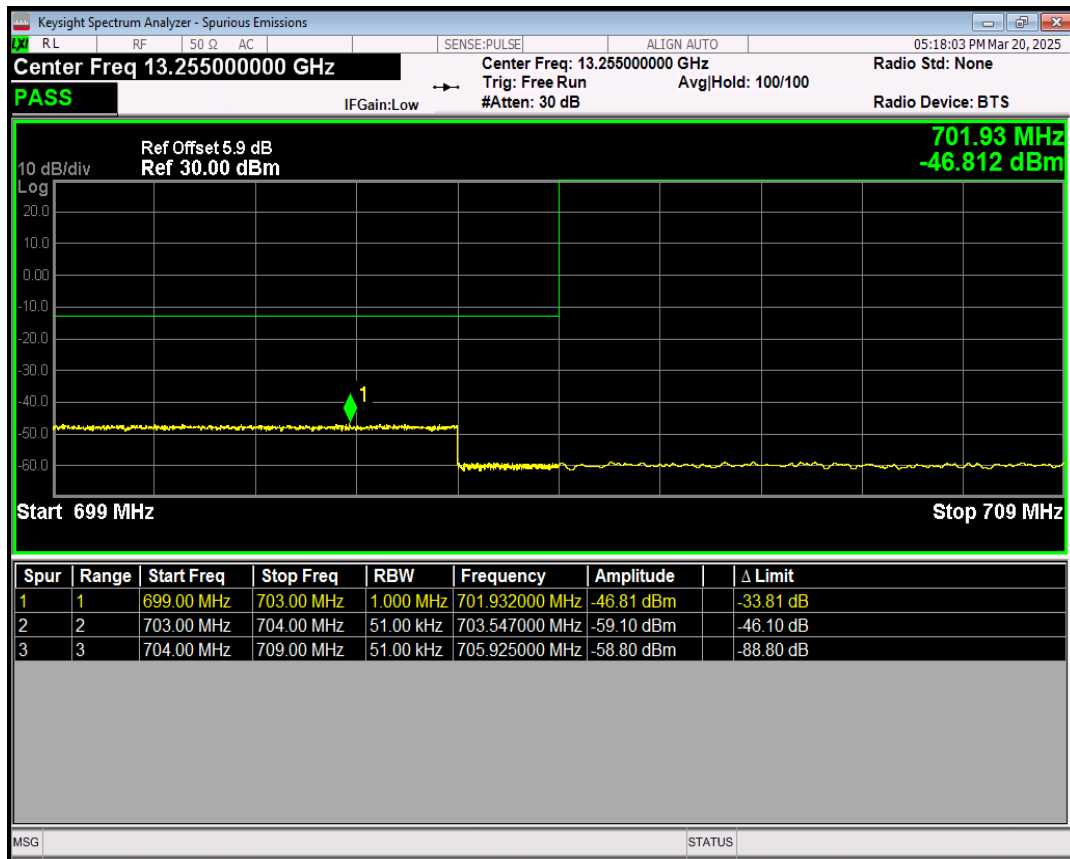 Keysight Spectrum Analyzer - Spurious Emissions
LXI RL RF 50 Ω AC SENSE:PULSE ALIGN AUTO 05:18:03 PM Mar 20, 2025
Center Freq 13.255000000 GHz Center Freq: 13.255000000 GHz Radio Std: None
Trig: Free Run Avg|Hold: 100/100
PASS IFGain:Low #Atten: 30 dB Radio Device: BTS
701.93 MHz
Ref Offset 5.9 dB
-46.812 dBm
10 dB/div Ref 30.00 dBm
Log
20.0
10.0
0.00
-10.0
-20.0
-30.0
1
-40.0
-50.0
-60.0
Start 699 MHz Stop 709 MHz
Spur Range Start Freq Stop Freq RBW Frequency Amplitude Δ Limit
1 1 699.00 MHz 703.00 MHz 1.000 MHz 701.932000 MHz -46.81 dBm -33.81 dB
2 2 703.00 MHz 704.00 MHz 51.00 kHz 703.547000 MHz -59.10 dBm -46.10 dB
3 3 704.00 MHz 709.00 MHz 51.00 kHz 705.925000 MHz -58.80 dBm -88.80 dB
MSG STATUS